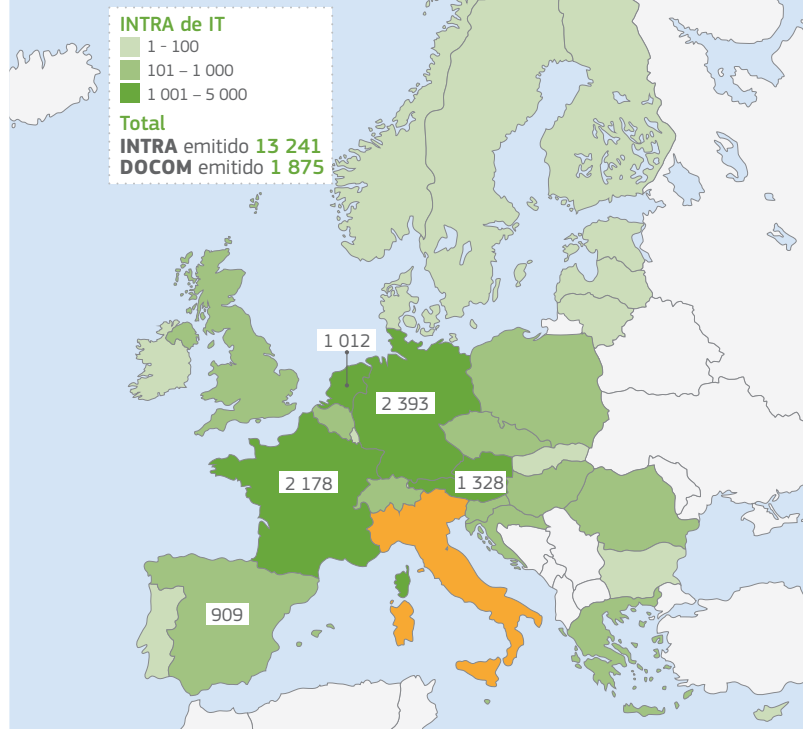 INTRA de IT
1 - 100
101 – 1 000
1 001 – 5 000
Total
INTRA emitido 13 241
DOCOM emitido 1 875
1 012
2 393
2 178
1 328
909